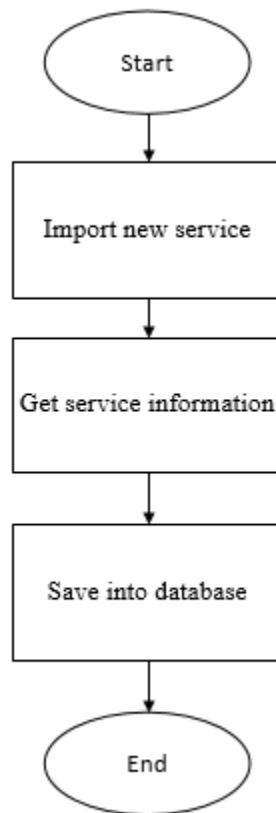 Start
Import new service
Get service information
Save into database
End